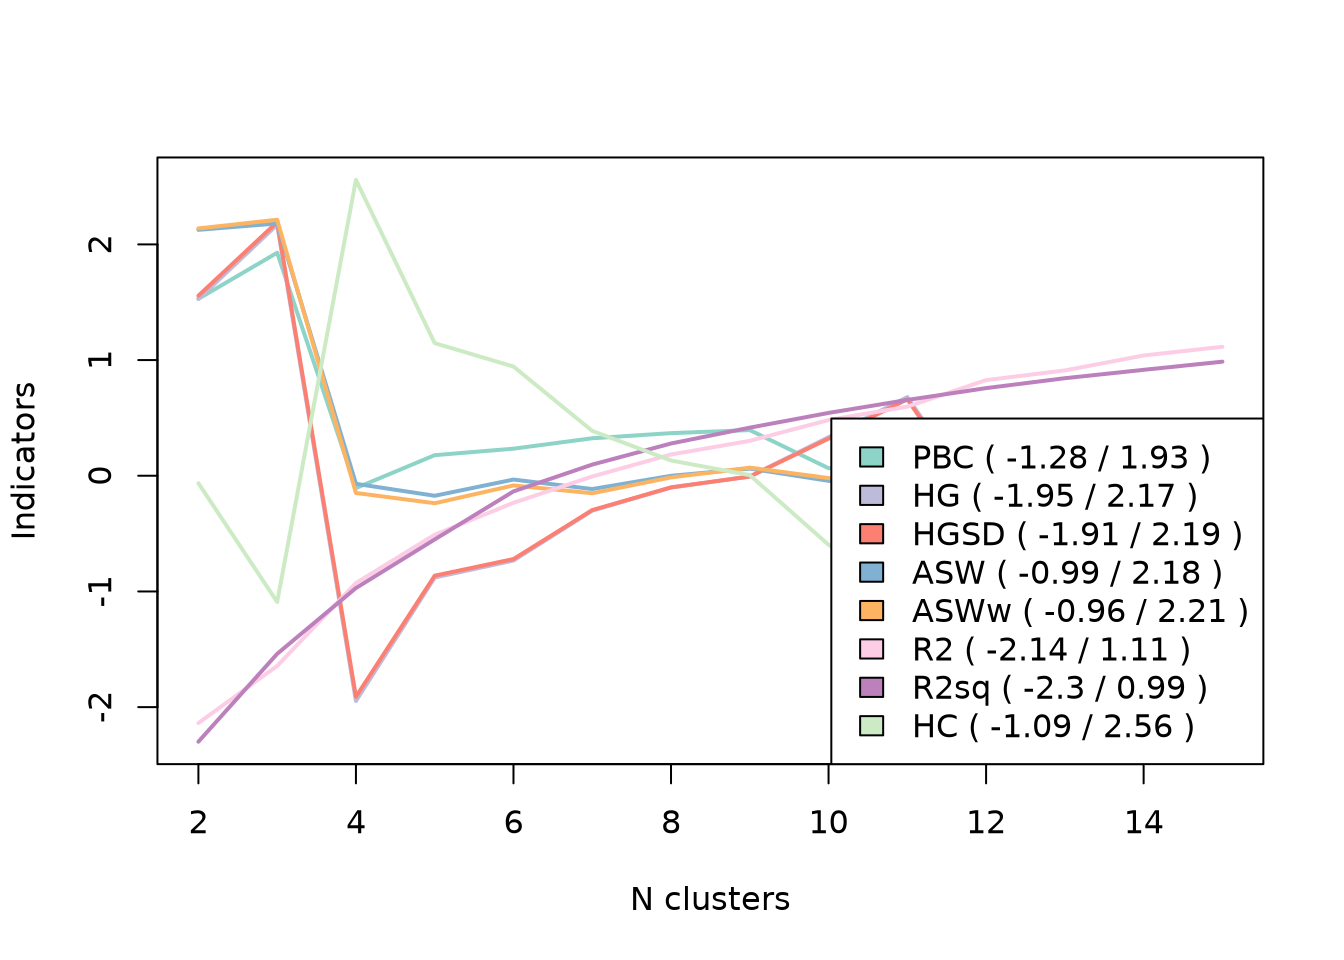 Indicators
2
1
0
-1
-2
PBC ( -1.28 / 1.93 )
HG ( -1.95 / 2.17 )
HGSD ( -1.91 / 2.19 )
ASW ( -0.99 / 2.18 )
ASWw ( -0.96 / 2.21 )
R2 ( -2.14 / 1.11 )
R2sq ( -2.3 / 0.99 )
HC ( -1.09 / 2.56 )
2 4 6 8 10 12 14
N clusters